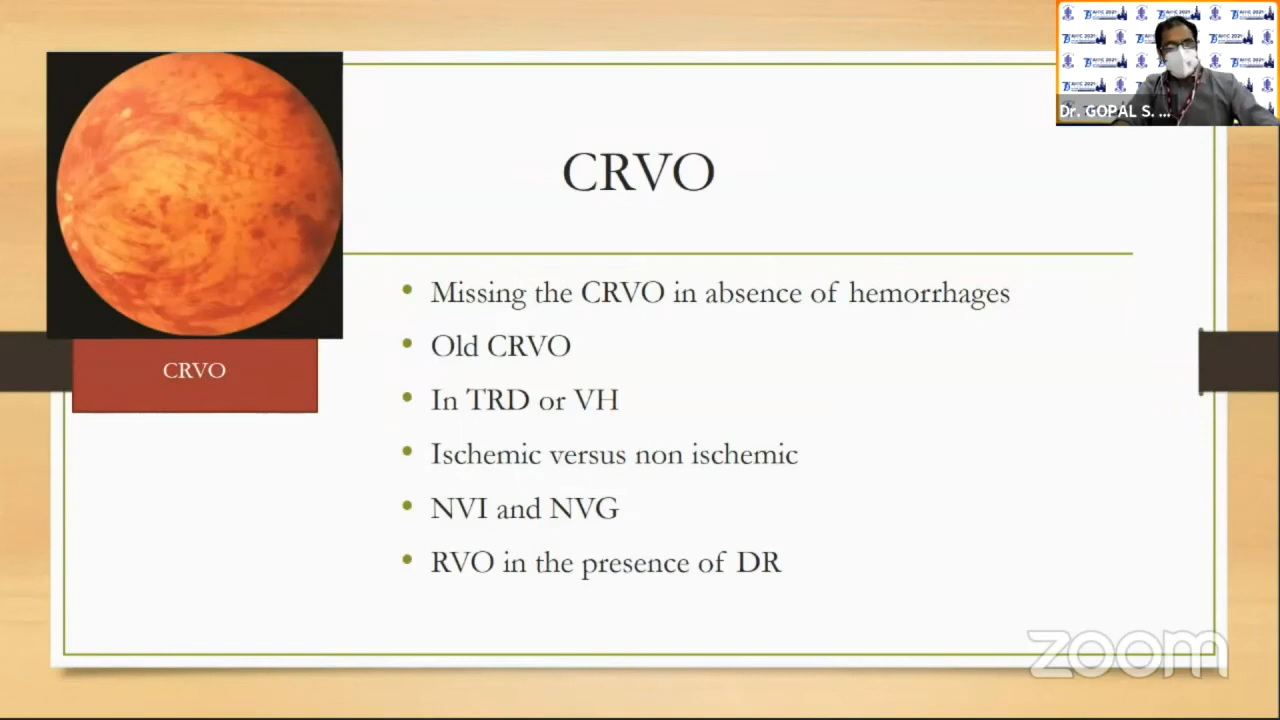 Dr. GOPAL S. ...
CRVO
CRVO
• Missing the CRVO in absence of hemorrhages
• Old CRVO
• In TRD or VH
• Ischemic versus non ischemic
• NVI and NVG
• RVO in the presence of DR
zoom